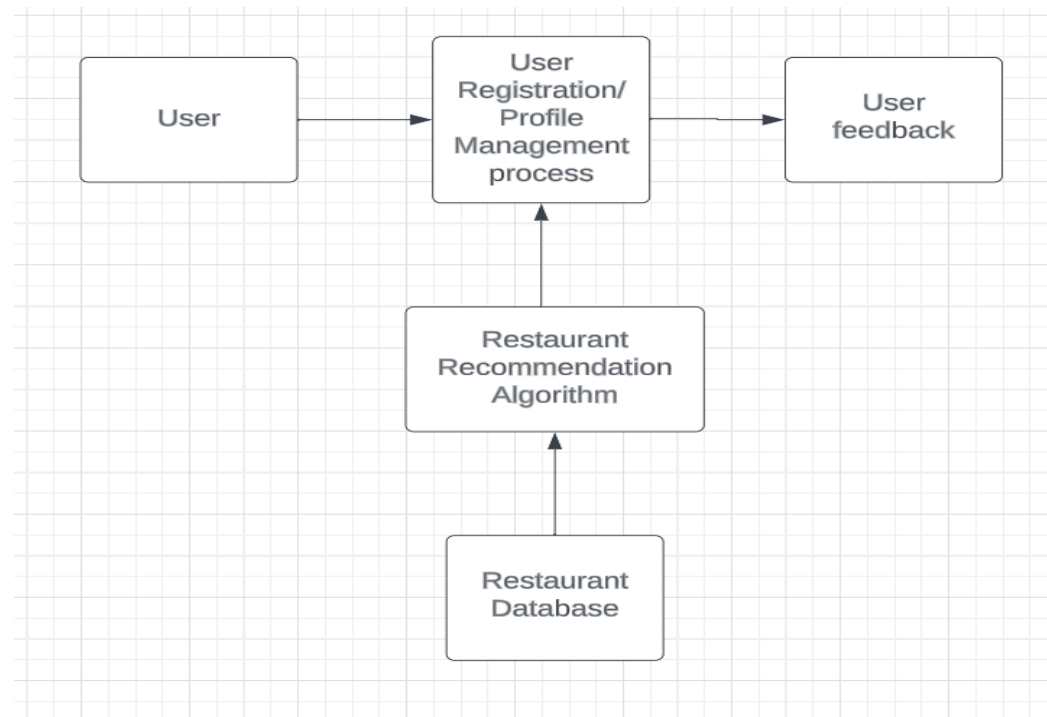 User
User
Registration/
Profile
Management
process
User
feedback
Restaurant
Recommendation
Algorithm
Restaurant
Database